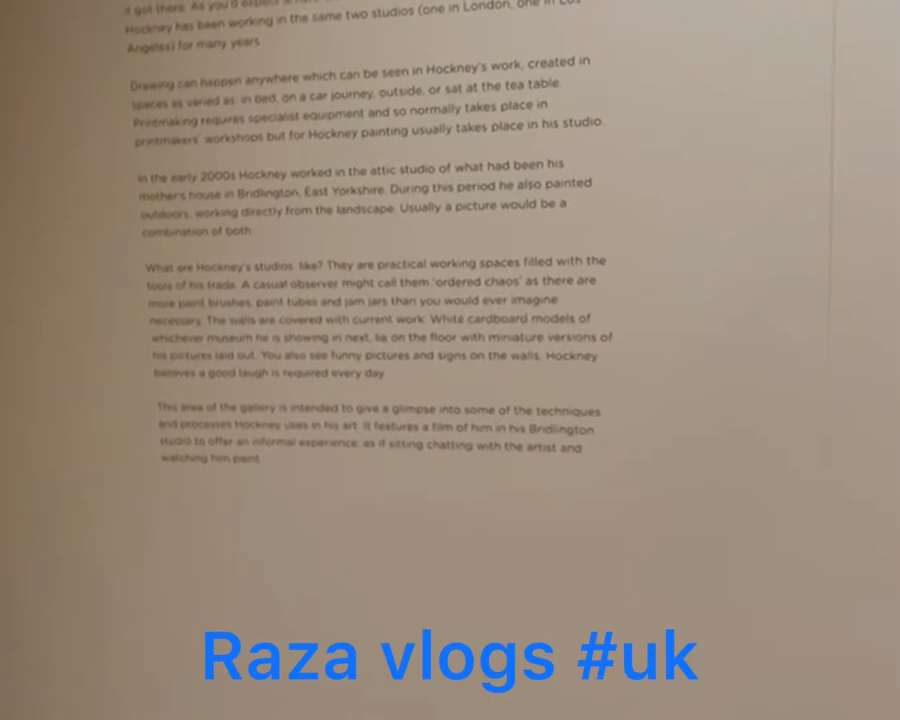 it got there. As you'd expect
Hockney has been working in the same two studios (one in London, one in Los
Angeles) for many years.
Drawing can happen anywhere which can be seen in Hockney's work, created in
spaces as varied as: in bed, on a car journey, outside, or sat at the tea table.
Printmaking requires specialist equipment and so normally takes place in
printmakers' workshops but for Hockney painting usually takes place in his studio.
In the early 2000s Hockney worked in the attic studio of what had been his
mother's house in Bridlington, East Yorkshire. During this period he also painted
outdoors, working directly from the landscape. Usually a picture would be a
combination of both.
What are Hockney's studios like? They are practical working spaces filled with the
tools of his trade. A casual observer might call them 'ordered chaos' as there are
more paint brushes, paint tubes and jam jars than you would ever imagine
necessary. The walls are covered with current work. White cardboard models of
whichever museum he is showing in next, lie on the floor with miniature versions of
his pictures laid out. You also see funny pictures and signs on the walls. Hockney
believes a good laugh is required every day.
This area of the gallery is intended to give a glimpse into some of the techniques
and processes Hockney uses in his art. It features a film of him in his Bridlington
studio to offer an informal experience, as if sitting chatting with the artist and
watching him paint.
Raza vlogs #uk